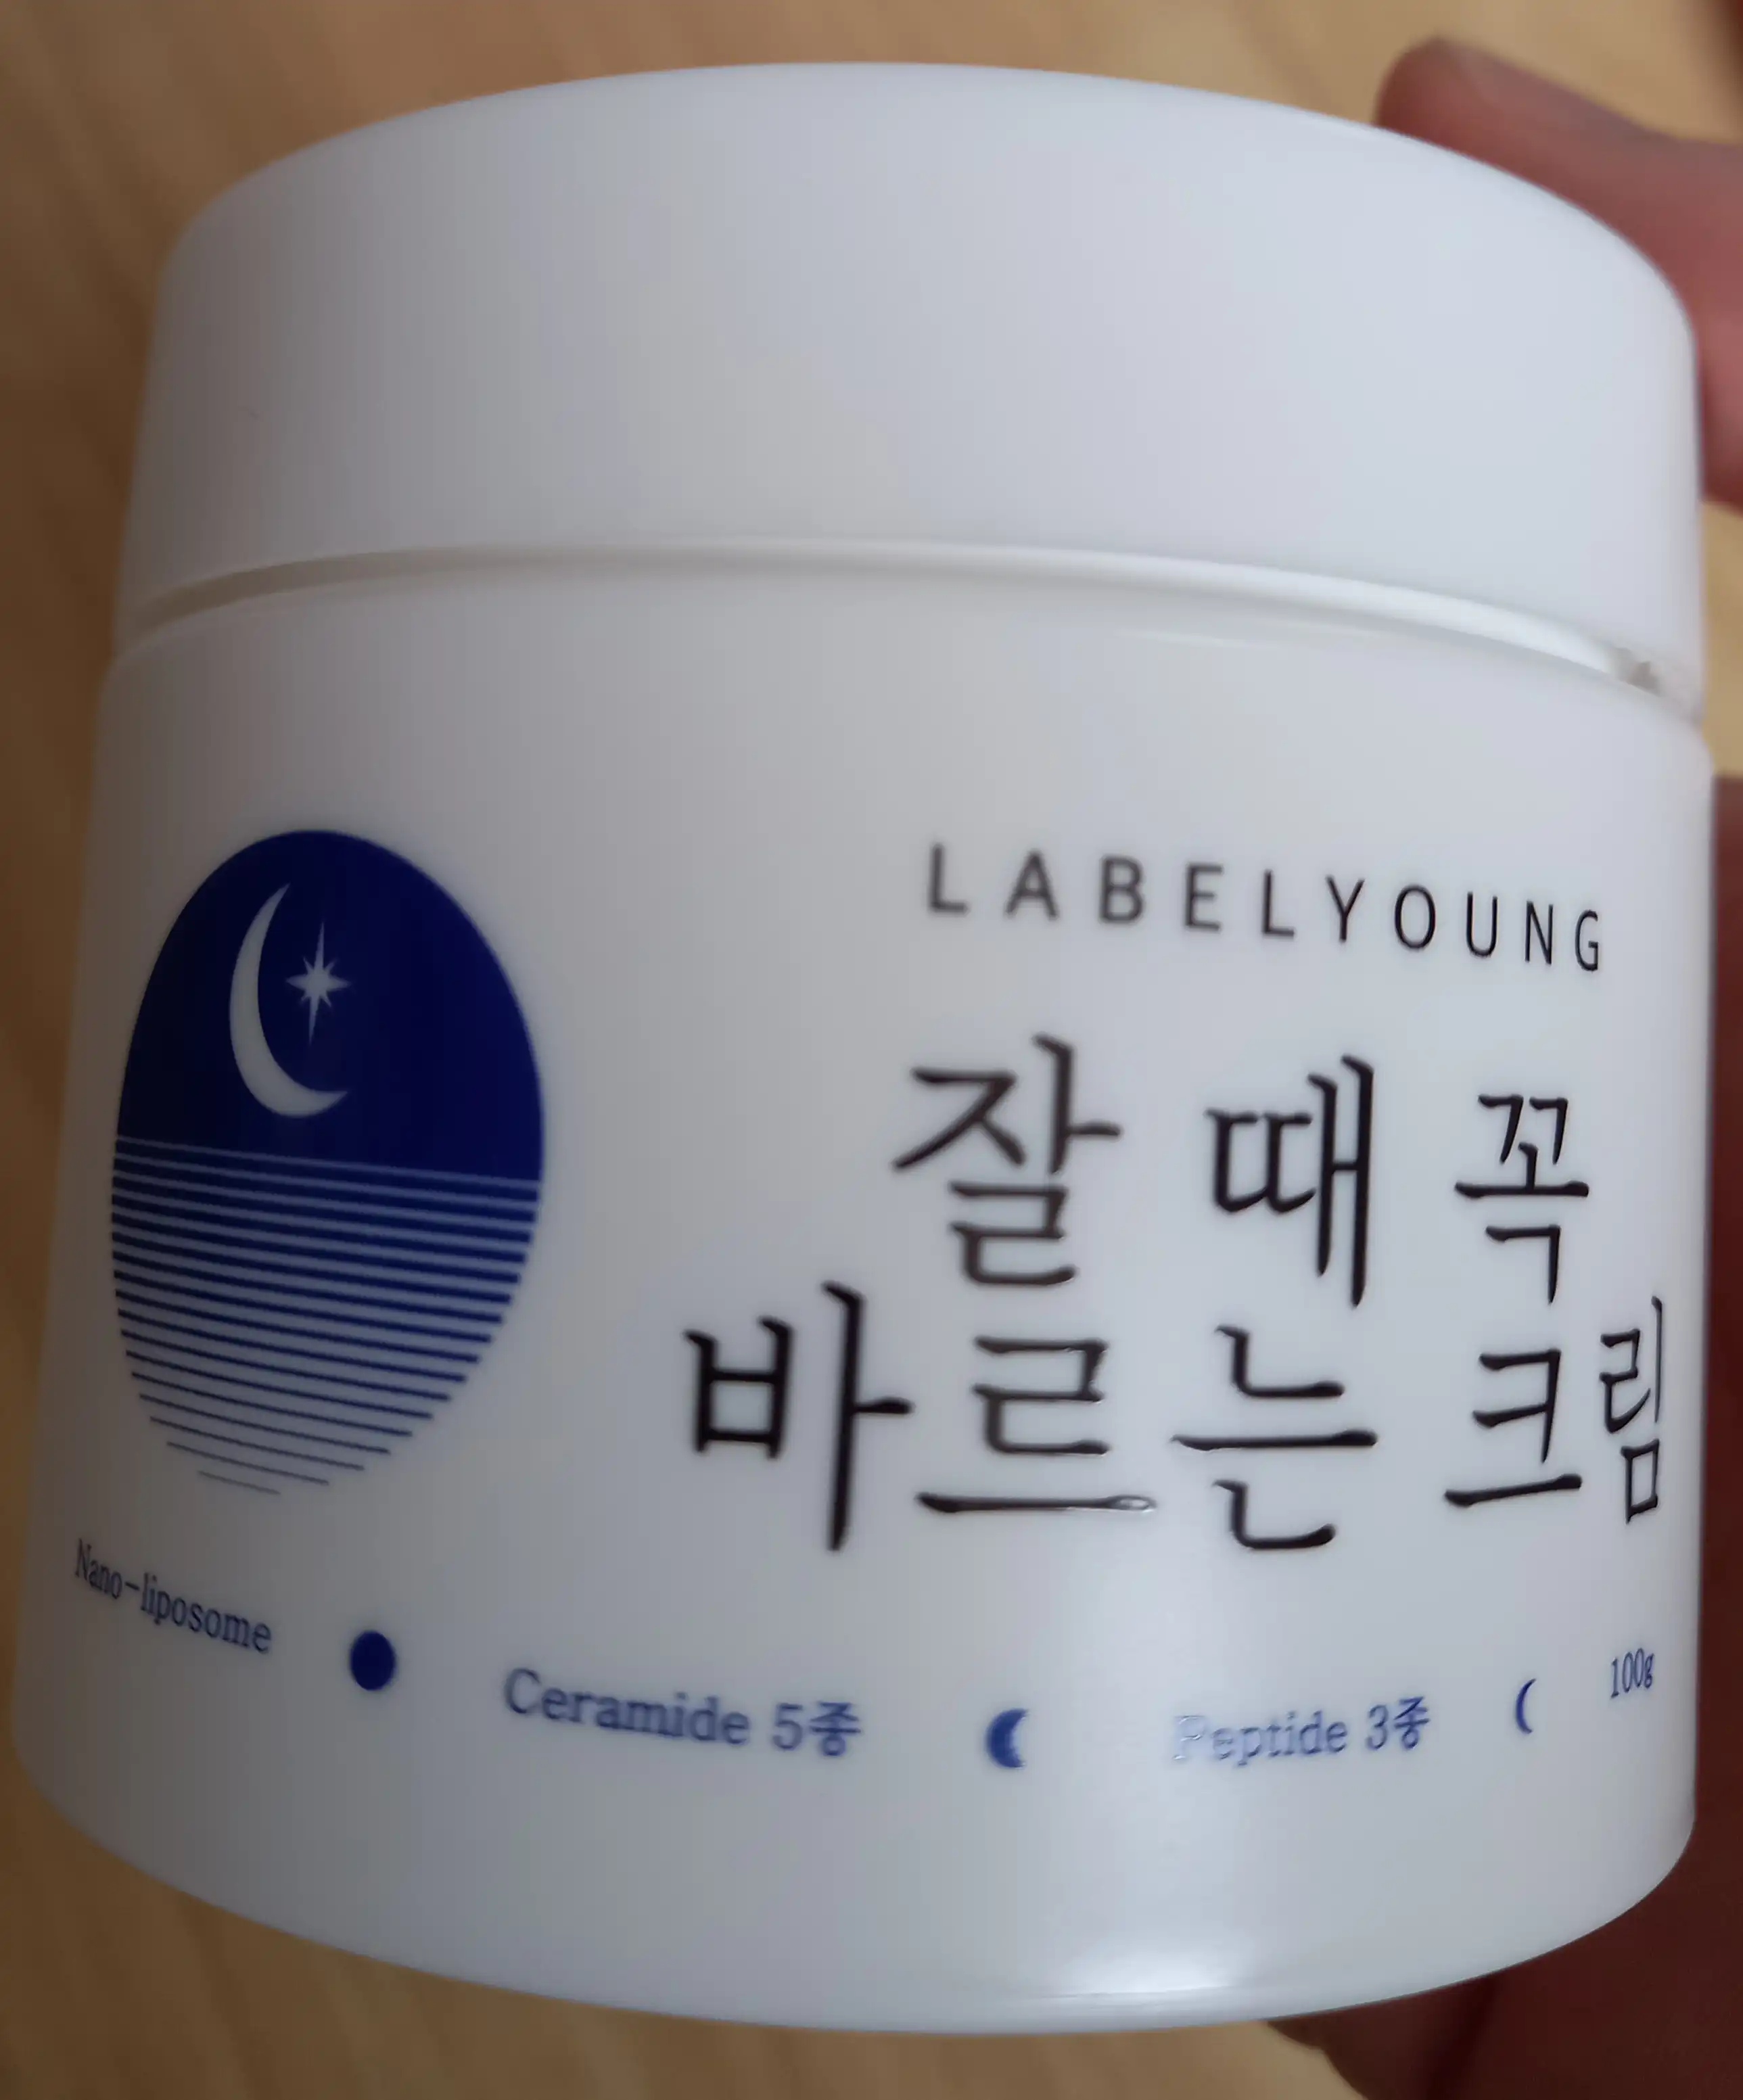 LABELYOUNG
잘 때 꼭
바르는 크림
Nano-liposome Ceramide 5종 Peptide 3종 100g